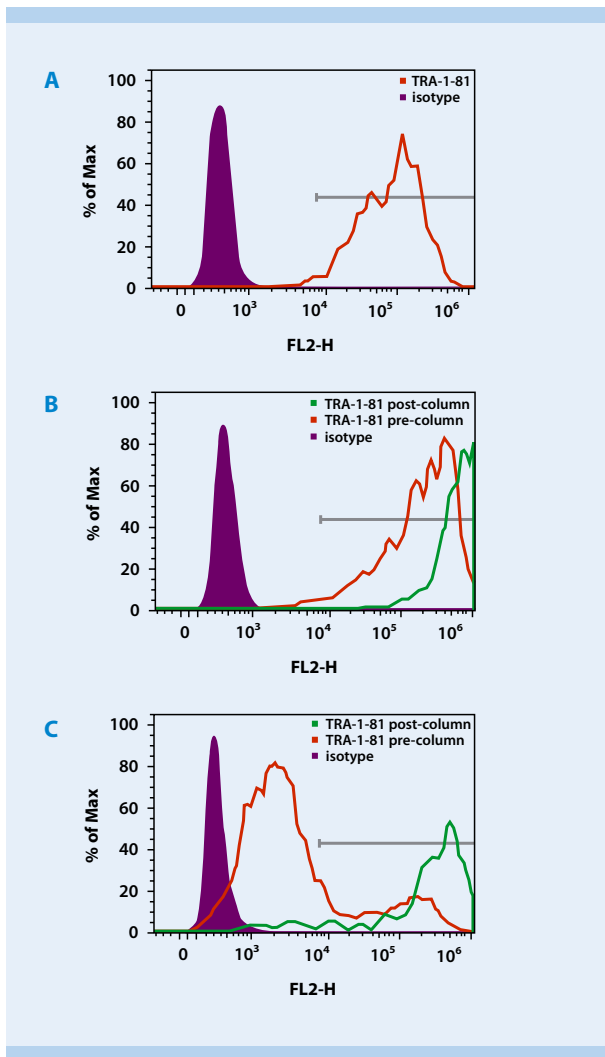 A
TRA-1-81
isotype
% of Max
100
80
60
40
20
0
0 10³ 10⁴ 10⁵ 10⁶
FL2-H
B
TRA-1-81 post-column
TRA-1-81 pre-column
isotype
% of Max
100
80
60
40
20
0
0 10³ 10⁴ 10⁵ 10⁶
FL2-H
C
TRA-1-81 post-column
TRA-1-81 pre-column
isotype
% of Max
100
80
60
40
20
0
0 10³ 10⁴ 10⁵ 10⁶
FL2-H